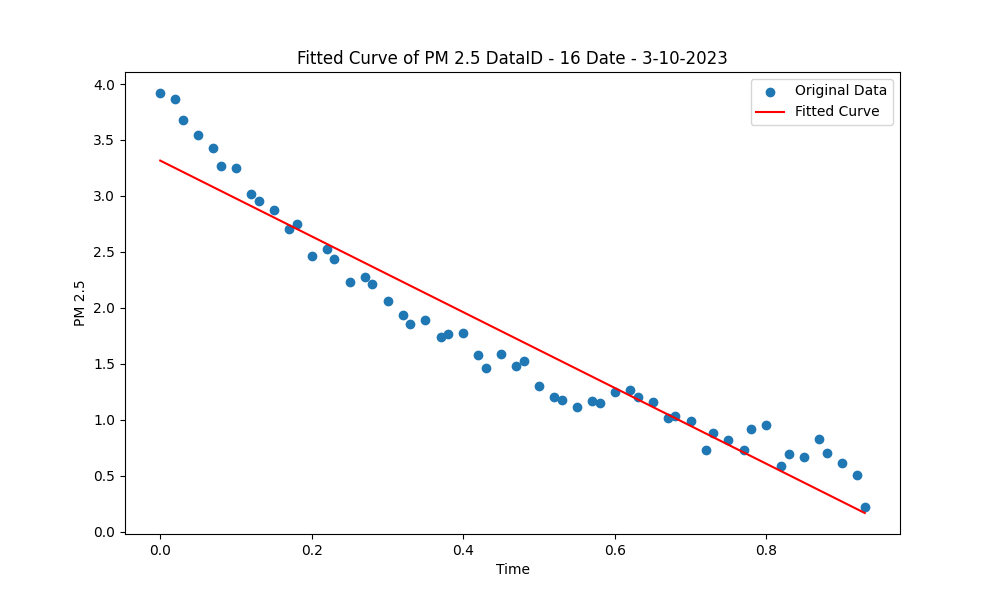 Fitted Curve of PM 2.5 DataID - 16 Date - 3-10-2023
Original Data
Fitted Curve
4.0
3.5
3.0
2.5
2.0
1.5
1.0
0.5
0.0
PM 2.5
0.0 0.2 0.4 0.6 0.8
Time